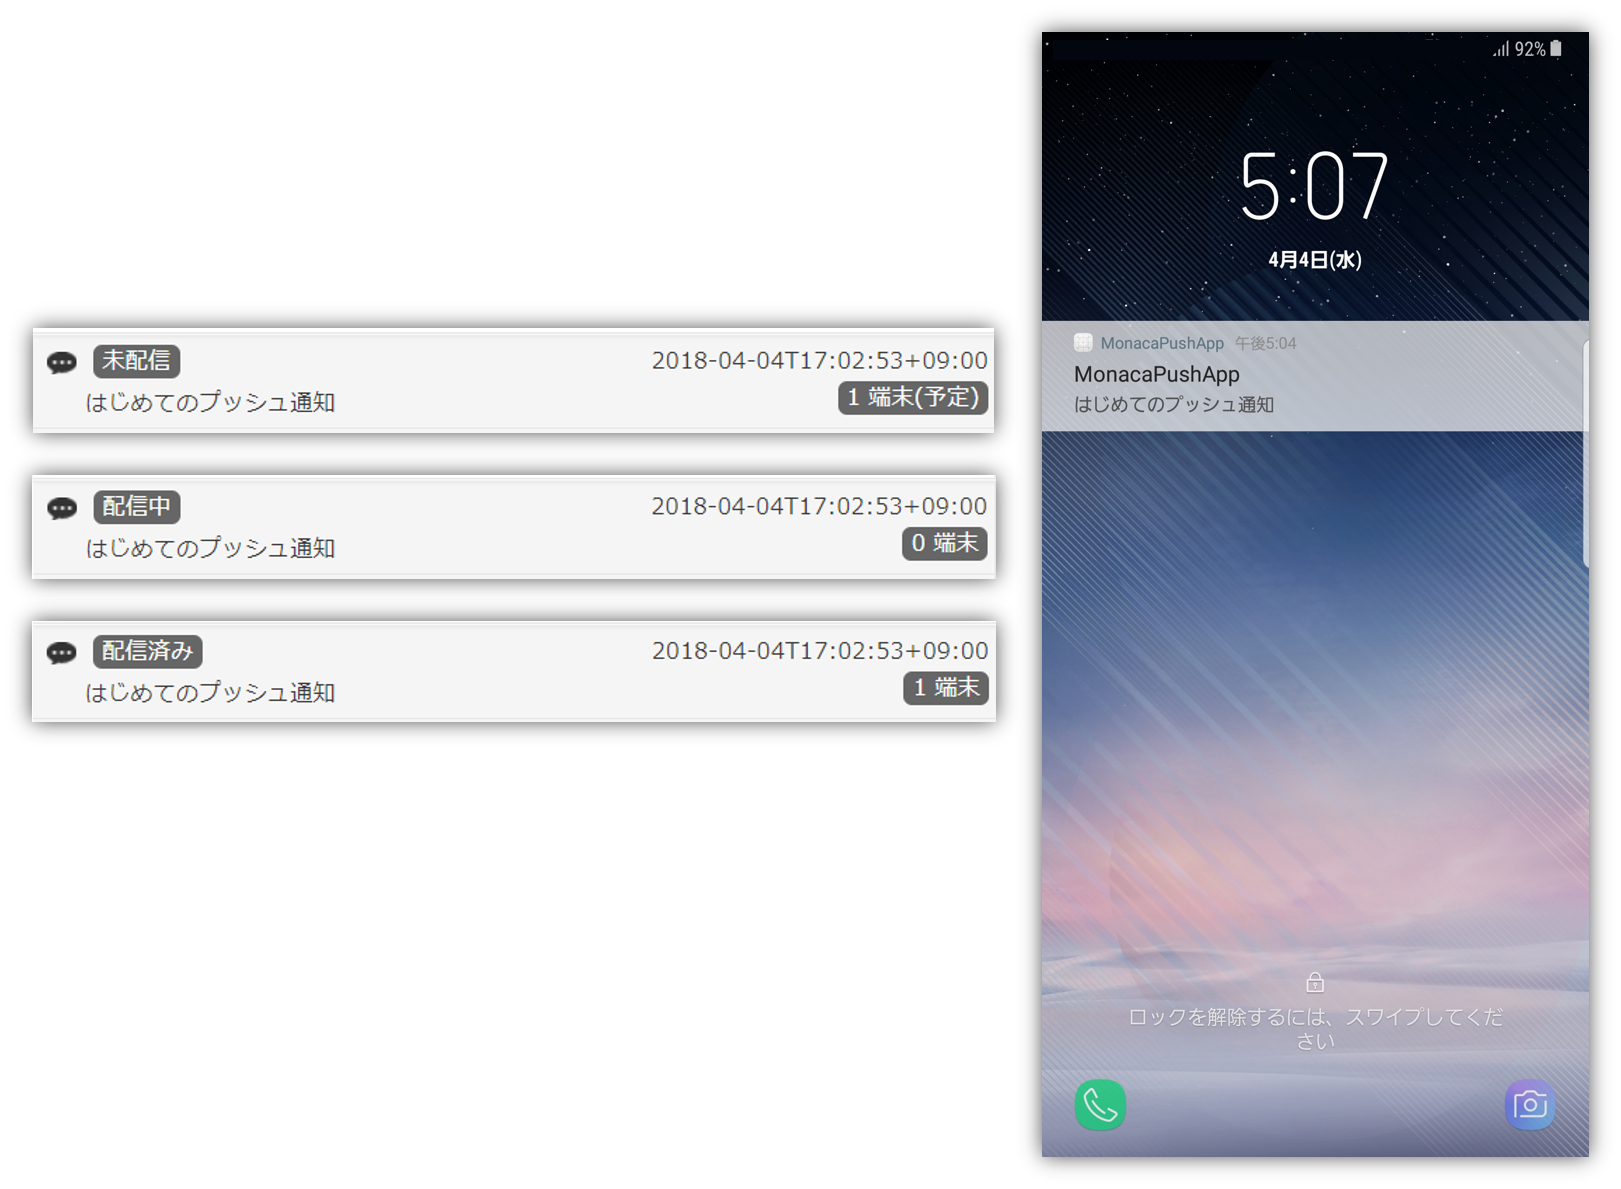 未配信
2018-04-04T17:02:53+09:00
はじめてのプッシュ通知
1 端末(予定)
配信中
2018-04-04T17:02:53+09:00
はじめてのプッシュ通知
0 端末
配信済み
2018-04-04T17:02:53+09:00
はじめてのプッシュ通知
1 端末
92%
5:07
4月4日(水)
MonacaPushApp 午後5:04
MonacaPushApp
はじめてのプッシュ通知
ロックを解除するには、スワイプしてくだ
さい